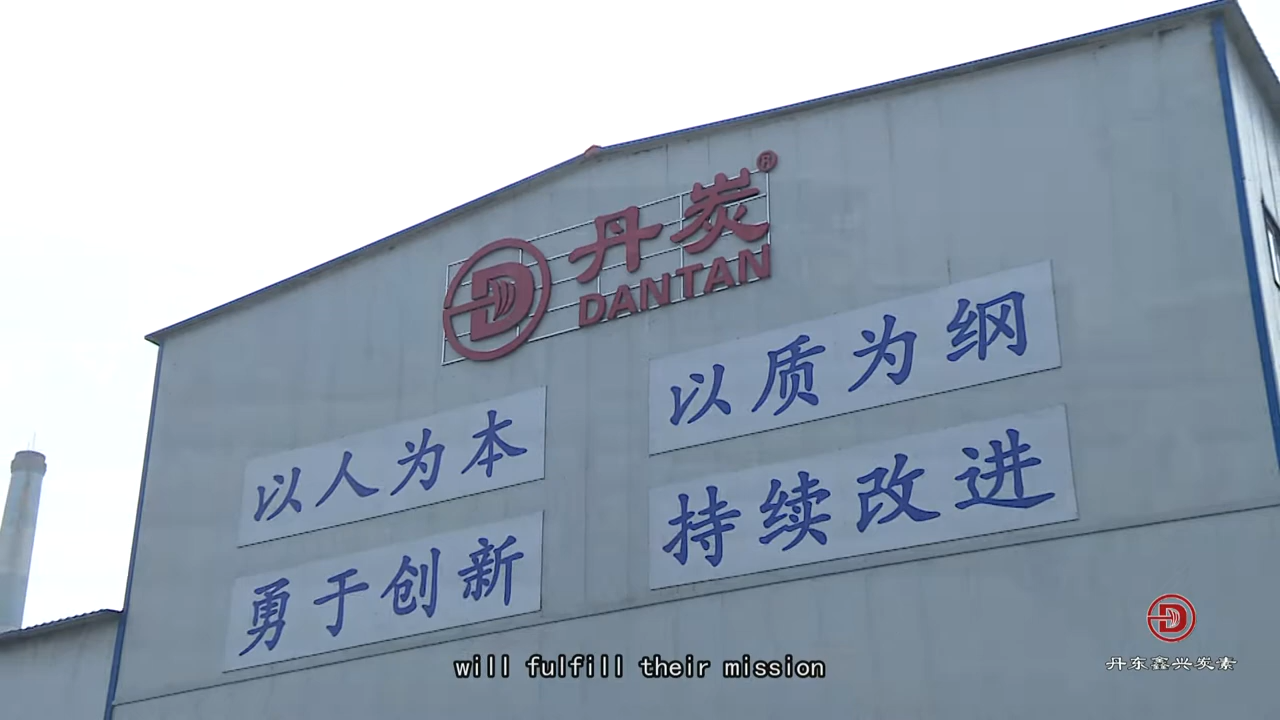 丹炭®
DANTAN
以人为本
以质为纲
勇于创新
持续改进
will fulfill their mission
丹东鑫兴炭素